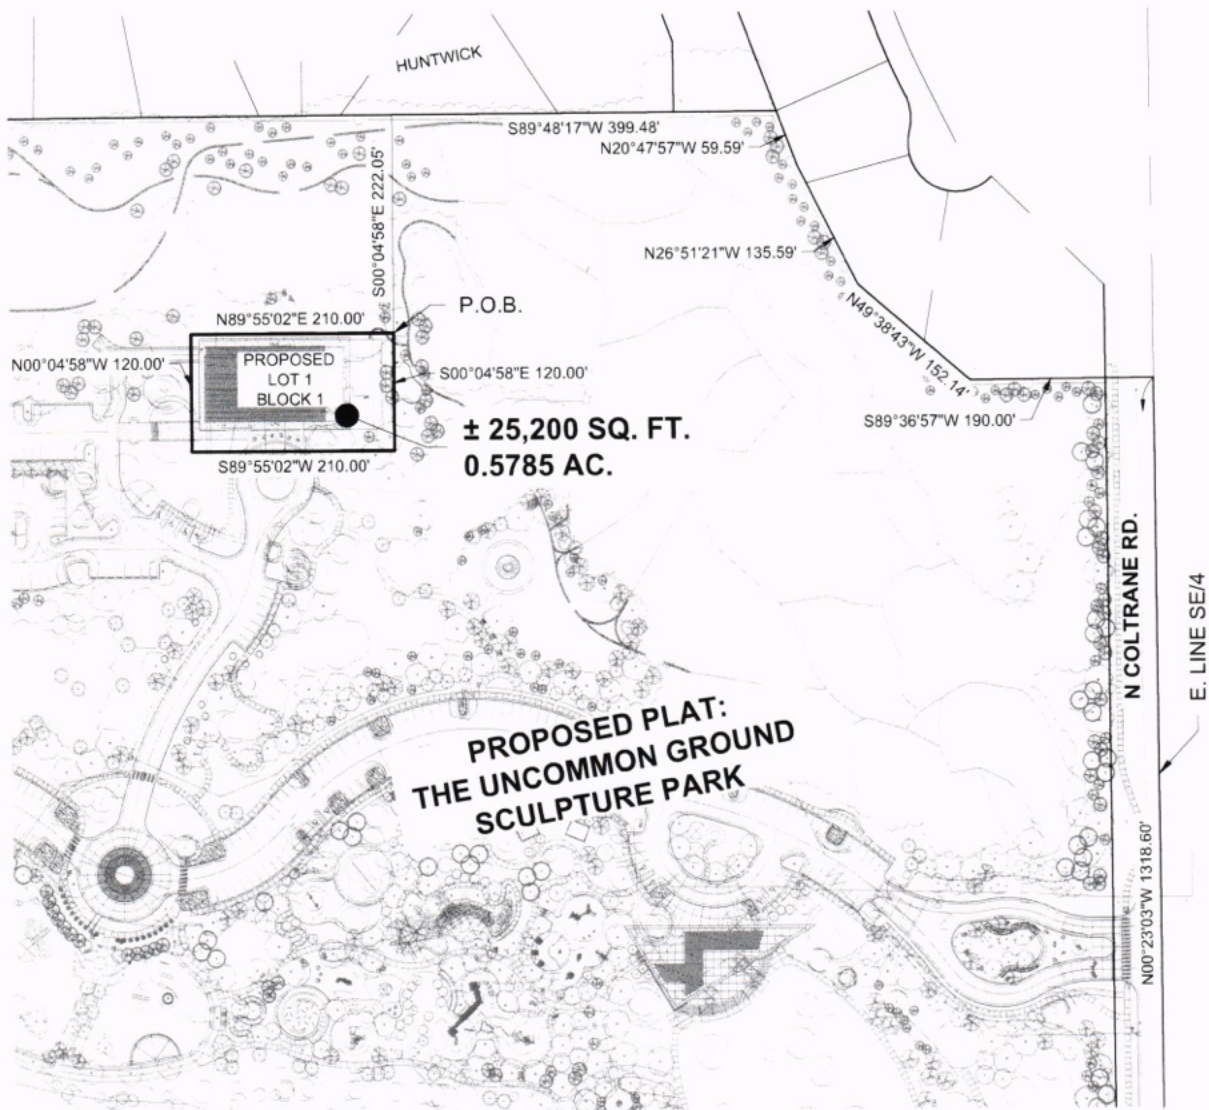 HUNTWICK
S89°48'17"W 399.48'
N20°47'57"W 59.59'
S00°04'58"E 222.05'
N26°51'21"W 135.59'
N49°38'43"W 152.14'
P.O.B.
N89°55'02"E 210.00'
N00°04'58"W 120.00'
PROPOSED
LOT 1
BLOCK 1
S00°04'58"E 120.00'
S89°36'57"W 190.00'
± 25,200 SQ. FT.
0.5785 AC.
S89°55'02"W 210.00'
N COLTRANE RD.
E. LINE SE/4
PROPOSED PLAT:
THE UNCOMMON GROUND
SCULPTURE PARK
N00°23'03"W 1318.60'